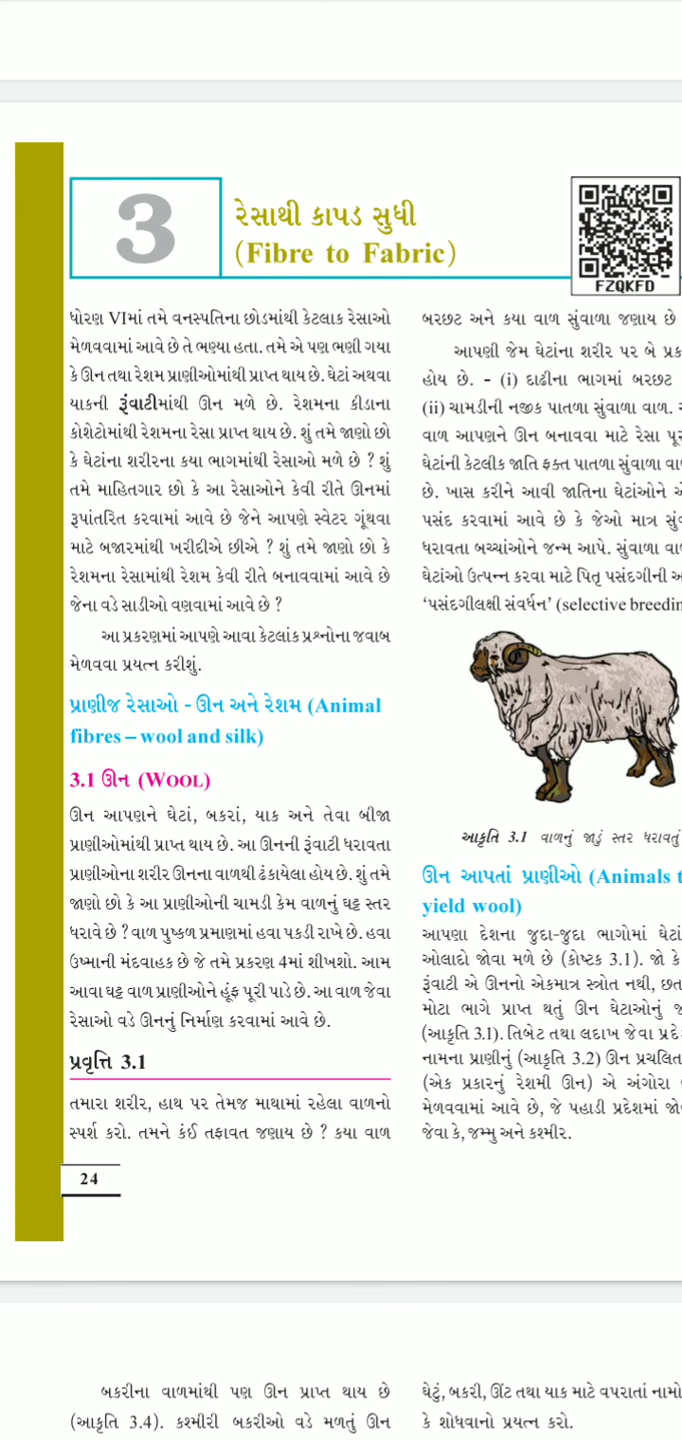 3
રેસાથી કાપડ સુધી
(Fibre to Fabric)
FZQKFD
ધોરણ VIમાં તમે વનસ્પતિના છોડમાંથી કેટલાક રેસાઓ
મેળવવામાં આવે છે તે ભણ્યા હતા. તમે એ પણ ભણી ગયા
કે ઊન તથા રેશમ પ્રાણીઓમાંથી પ્રાપ્ત થાય છે. ઘેટાં અથવા
યાકની રૂંવાટીમાંથી ઊન મળે છે. રેશમના કીડાના
કોશેટોમાંથી રેશમના રેસા પ્રાપ્ત થાય છે. શું તમે જાણો છો
કે ઘેટાંના શરીરના કયા ભાગમાંથી રેસાઓ મળે છે ? શું
તમે માહિતગાર છો કે આ રેસાઓને કેવી રીતે ઊનમાં
રૂપાંતરિત કરવામાં આવે છે જેને આપણે સ્વેટર ગૂંથવા
માટે બજારમાંથી ખરીદીએ છીએ ? શું તમે જાણો છો કે
રેશમના રેસામાંથી રેશમ કેવી રીતે બનાવવામાં આવે છે
જેના વડે સાડીઓ વણવામાં આવે છે ?
આ પ્રકરણમાં આપણે આવા કેટલાંક પ્રશ્નોના જવાબ
મેળવવા પ્રયત્ન કરીશું.
પ્રાણીજ રેસાઓ - ઊન અને રેશમ (Animal
fibres – wool and silk)
3.1 ઊન (WOOL)
ઊન આપણને ઘેટાં, બકરાં, યાક અને તેવા બીજા
પ્રાણીઓમાંથી પ્રાપ્ત થાય છે. આ ઊનની રૂંવાટી ધરાવતા
પ્રાણીઓના શરીર ઊનના વાળથી ઢંકાયેલા હોય છે. શું તમે
જાણો છો કે આ પ્રાણીઓની ચામડી કેમ વાળનું ઘટ્ટ સ્તર
ધરાવે છે ? વાળ પુષ્કળ પ્રમાણમાં હવા પકડી રાખે છે. હવા
ઉષ્માની મંદવાહક છે જે તમે પ્રકરણ 4માં શીખશો. આમ
આવા ઘટ્ટ વાળ પ્રાણીઓને હૂંફ પૂરી પાડે છે. આ વાળ જેવા
રેસાઓ વડે ઊનનું નિર્માણ કરવામાં આવે છે.
પ્રવૃત્તિ 3.1
તમારા શરીર, હાથ પર તેમજ માથામાં રહેલા વાળનો
સ્પર્શ કરો. તમને કંઈ તફાવત જણાય છે ? કયા વાળ
24
બરછટ અને કયા વાળ સુંવાળા જણાય છે
આપણી જેમ ઘેટાંના શરીર પર બે પ્રક
હોય છે. - (i) દાઢીના ભાગમાં બરછટ
(ii) ચામડીની નજીક પાતળા સુંવાળા વાળ.
વાળ આપણને ઊન બનાવવા માટે રેસા પૂર
ઘેટાંની કેટલીક જાતિ ફક્ત પાતળા સુંવાળા વા
છે. ખાસ કરીને આવી જાતિના ઘેટાંઓને એ
પસંદ કરવામાં આવે છે કે જેઓ માત્ર સું
ધરાવતા બચ્ચાંઓને જન્મ આપે. સુંવાળા વા
ઘેટાંઓ ઉત્પન્ન કરવા માટે પિતૃ પસંદગીની આ
‘પસંદગીલક્ષી સંવર્ધન’ (selective breedin
આકૃતિ 3.1 વાળનું જાડું સ્તર ધરાવતું
ઊન આપતાં પ્રાણીઓ (Animals t
yield wool)
આપણા દેશના જુદા-જુદા ભાગોમાં ઘેટાં
ઓલાદો જોવા મળે છે (કોષ્ટક 3.1). જો કે
રૂંવાટી એ ઊનનો એકમાત્ર સ્ત્રોત નથી, છત
મોટા ભાગે પ્રાપ્ત થતું ઊન ઘેટાઓનું જ
(આકૃતિ 3.1). તિબેટ તથા લદાખ જેવા પ્રદે
નામના પ્રાણીનું (આકૃતિ 3.2) ઊન પ્રચલિત
(એક પ્રકારનું રેશમી ઊન) એ અંગોરા
મેળવવામાં આવે છે, જે પહાડી પ્રદેશમાં જો
જેવા કે, જમ્મુ અને કશ્મીર.
બકરીના વાળમાંથી પણ ઊન પ્રાપ્ત થાય છે
(આકૃતિ 3.4). કશ્મીરી બકરીઓ વડે મળતું ઊન
ઘેટું, બકરી, ઊંટ તથા યાક માટે વપરાતાં નામો
કે શોધવાનો પ્રયત્ન કરો.